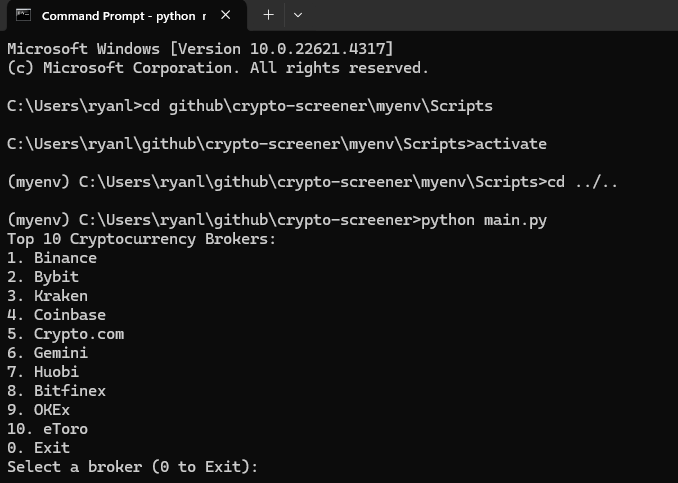 Command Prompt - python r
Microsoft Windows [Version 10.0.22621.4317]
(c) Microsoft Corporation. All rights reserved.
C:\Users\ryanl>cd github\crypto-screener\myenv\Scripts
C:\Users\ryanl\github\crypto-screener\myenv\Scripts>activate
(myenv) C:\Users\ryanl\github\crypto-screener\myenv\Scripts>cd ../..
(myenv) C:\Users\ryanl\github\crypto-screener>python main.py
Top 10 Cryptocurrency Brokers:
1. Binance
2. Bybit
3. Kraken
4. Coinbase
5. Crypto.com
6. Gemini
7. Huobi
8. Bitfinex
9. OKEx
10. eToro
0. Exit
Select a broker (0 to Exit):